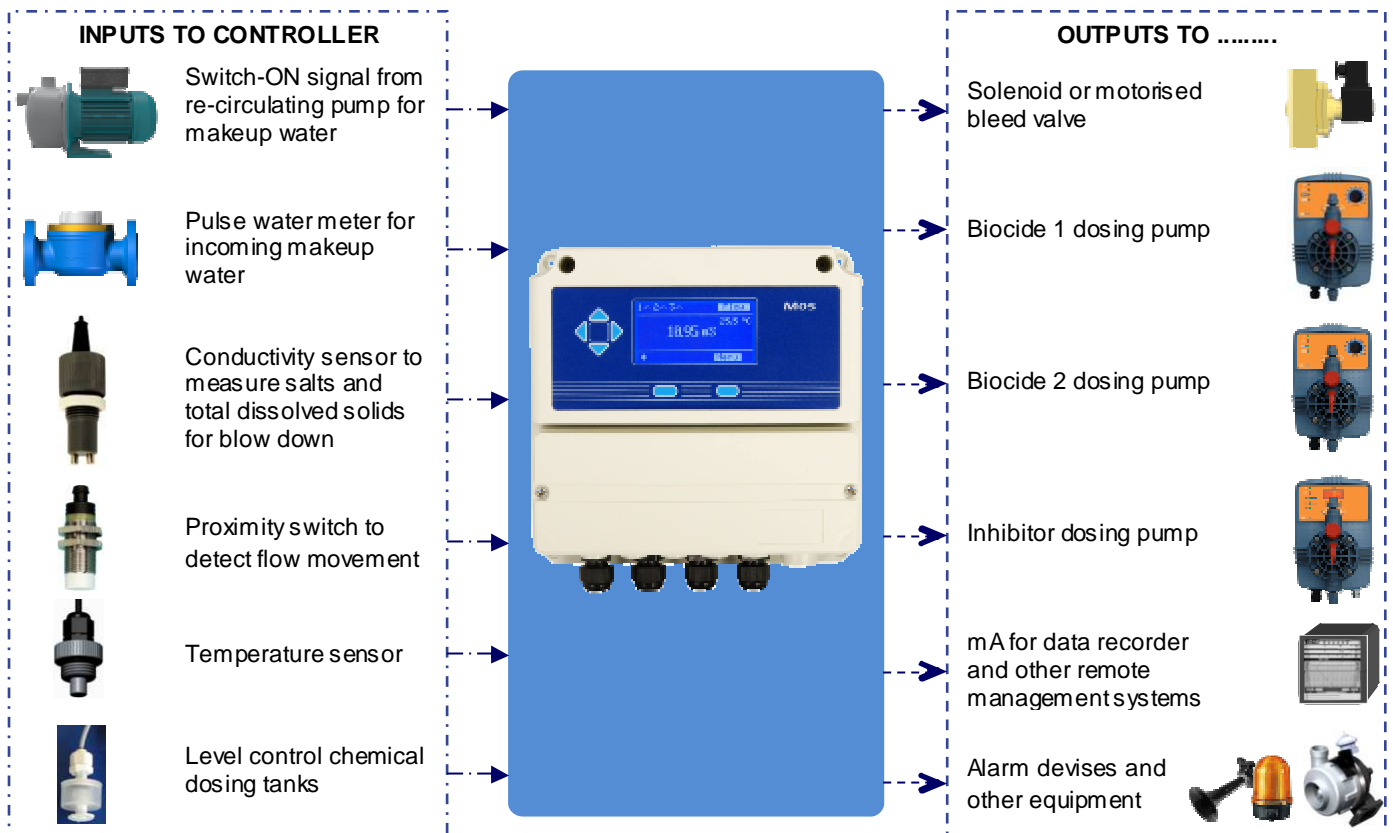 INPUTS TO CONTROLLER
Switch-ON signal from
re-circulating pump for
makeup water
Pulse water meter for
incoming makeup
water
Conductivity sensor to
measure salts and
total dissolved solids
for blow down
Proximity switch to
detect flow movement
Temperature sensor
Level control chemical
dosing tanks
M05
25.5 °C
10.95 mS
Menu
OUTPUTS TO .........
Solenoid or motorised
bleed valve
Biocide 1 dosing pump
Biocide 2 dosing pump
Inhibitor dosing pump
mA for data recorder
and other remote
management systems
Alarm devises and
other equipment